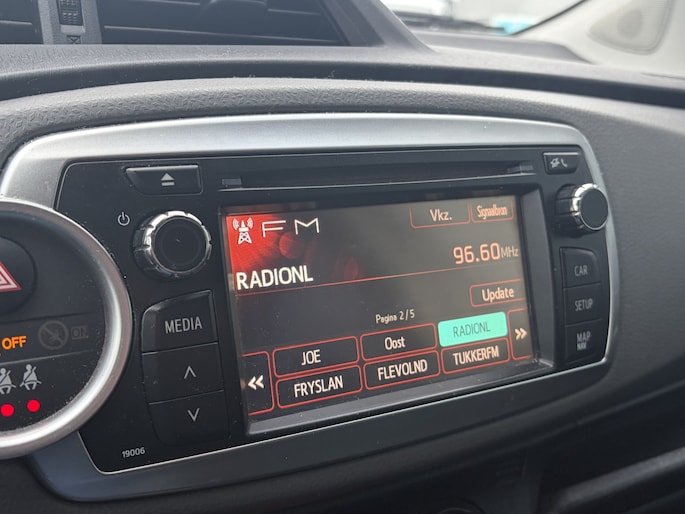 FM
Vkz.
Signaalbron
96.60MHz
RADIONL
Update
Pagina 2 / 5
JOE
Oost
RADIONL
FRYSLAN
FLEVOLND
TUKKERFM
«
»
MEDIA
CAR
SETUP
MAP
NAV
OFF
19006